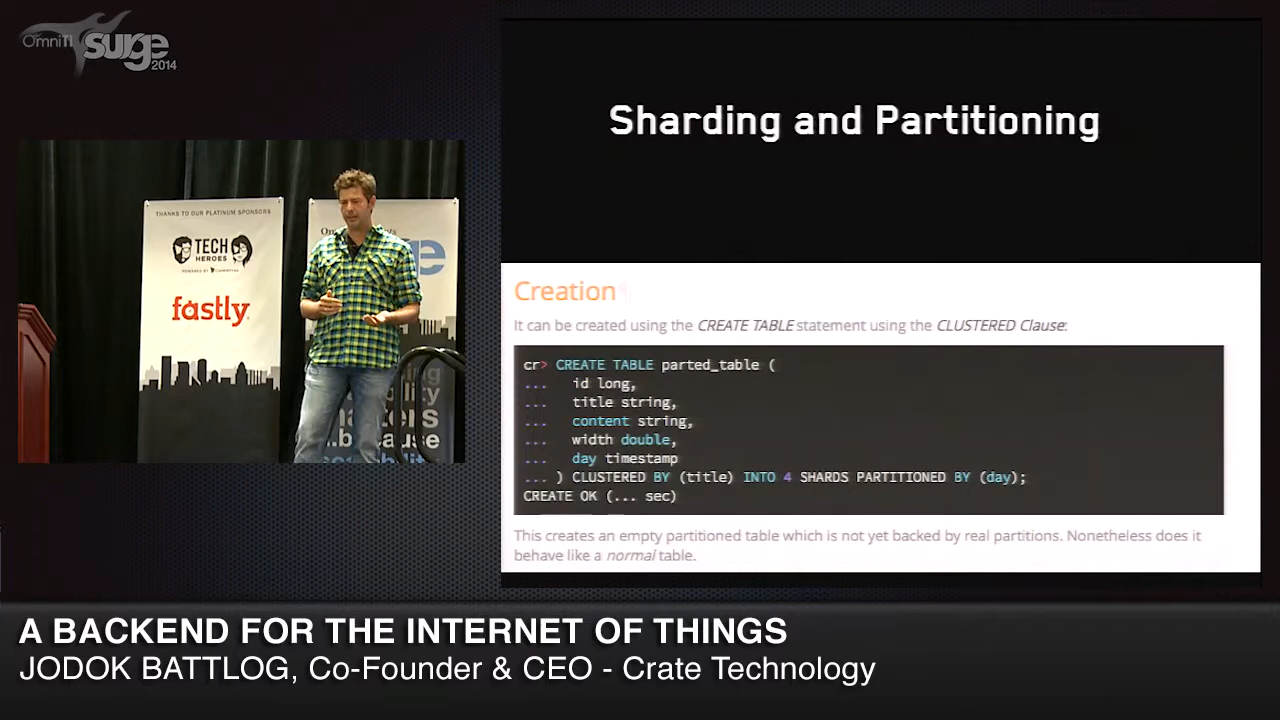 OmniTI surge
2014
THANKS TO OUR PLATINUM SPONSORS
TECH
HEROES
POWERED BY
fastly
Sharding and Partitioning
Creation
It can be created using the CREATE TABLE statement using the CLUSTERED Clause:
cr> CREATE TABLE parted_table (
... id long,
... title string,
... content string,
... width double,
... day timestamp
... ) CLUSTERED BY (title) INTO 4 SHARDS PARTITIONED BY (day);
CREATE OK (... sec)
This creates an empty partitioned table which is not yet backed by real partitions. Nonetheless does it
behave like a normal table.
A BACKEND FOR THE INTERNET OF THINGS
JODOK BATTLOG, Co-Founder & CEO - Crate Technology